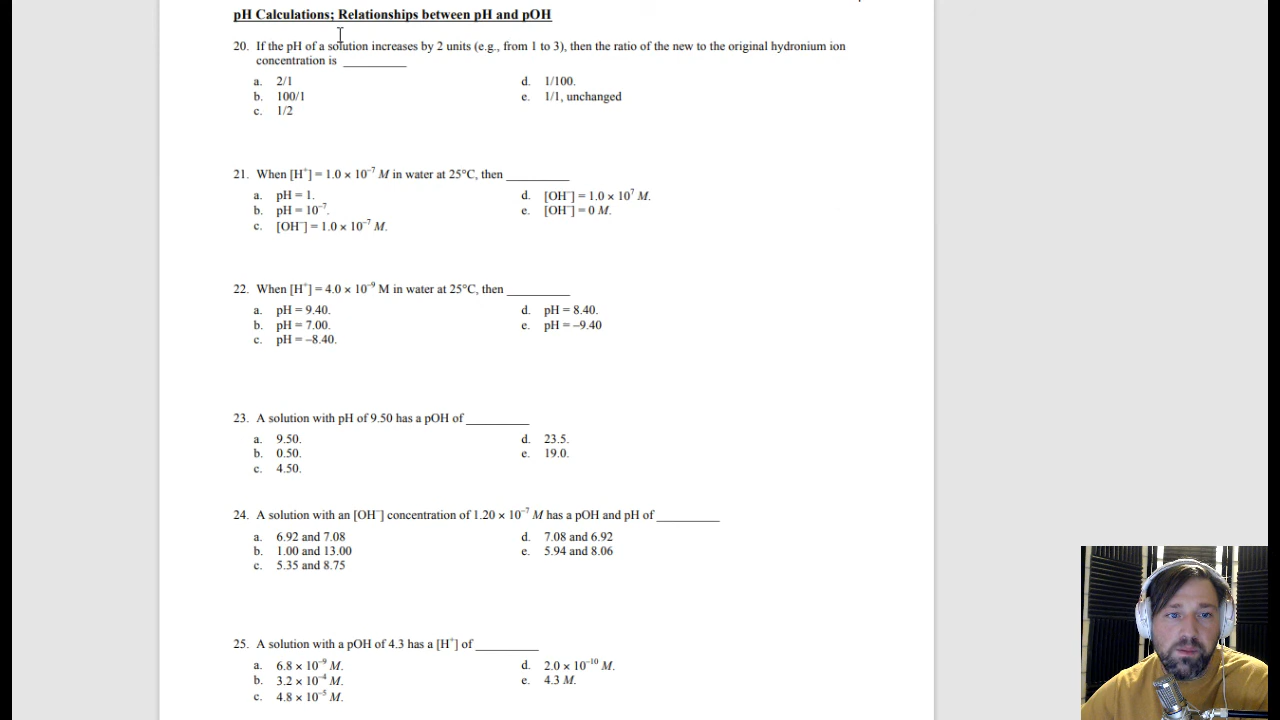 pH Calculations; Relationships between pH and pOH
20. If the pH of a solution increases by 2 units (e.g., from 1 to 3), then the ratio of the new to the original hydronium ion
concentration is __________
a. 2/1 d. 1/100.
b. 100/1 e. 1/1, unchanged
c. 1/2
21. When [H⁺] = 1.0 × 10⁻⁷ M in water at 25°C, then __________
a. pH = 1. d. [OH⁻] = 1.0 × 10⁷ M.
b. pH = 10⁻⁷. e. [OH⁻] = 0 M.
c. [OH⁻] = 1.0 × 10⁻⁷ M.
22. When [H⁺] = 4.0 × 10⁻⁹ M in water at 25°C, then __________
a. pH = 9.40. d. pH = 8.40.
b. pH = 7.00. e. pH = –9.40
c. pH = –8.40.
23. A solution with pH of 9.50 has a pOH of __________
a. 9.50. d. 23.5.
b. 0.50. e. 19.0.
c. 4.50.
24. A solution with an [OH⁻] concentration of 1.20 × 10⁻⁷ M has a pOH and pH of __________
a. 6.92 and 7.08 d. 7.08 and 6.92
b. 1.00 and 13.00 e. 5.94 and 8.06
c. 5.35 and 8.75
25. A solution with a pOH of 4.3 has a [H⁺] of __________
a. 6.8 × 10⁻⁹ M. d. 2.0 × 10⁻¹⁰ M.
b. 3.2 × 10⁻⁴ M. e. 4.3 M.
c. 4.8 × 10⁻⁵ M.